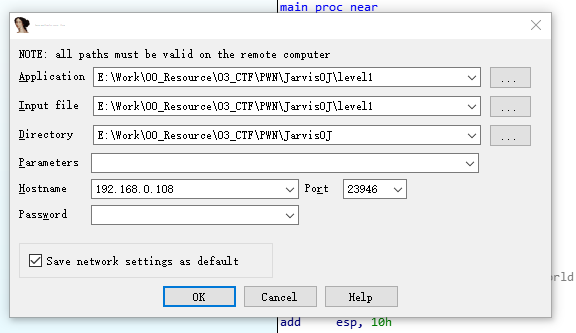 main proc near
NOTE: all paths must be valid on the remote computer
Application E:\Work\00_Resource\03_CTF\PWN\JarvisOJ\level1 ...
Input file E:\Work\00_Resource\03_CTF\PWN\JarvisOJ\level1 ...
Directory E:\Work\00_Resource\03_CTF\PWN\JarvisOJ ...
Parameters
Hostname 192.168.0.108 Port 23946
Password
Save network settings as default
orld
OK Cancel Help
add esp, 10h